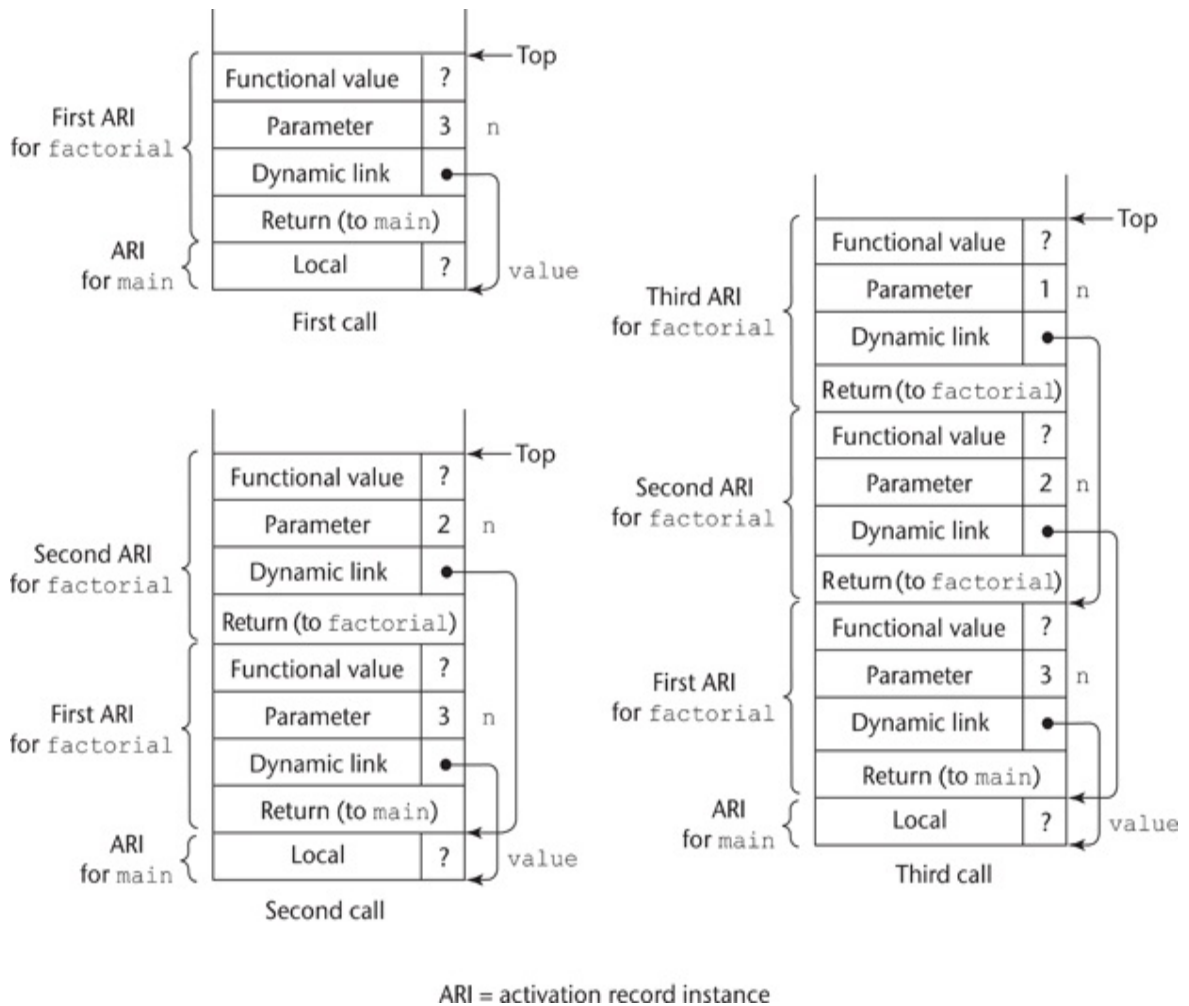 Top
Functional value ?
First ARI
for factorial
Parameter 3 n
Dynamic link
Return (to main)
ARI
for main
Local ?
value
First call
Top
Functional value ?
Parameter 2 n
Second ARI
for factorial
Dynamic link
Return (to factorial)
Functional value ?
First ARI
for factorial
Parameter 3 n
Dynamic link
Return (to main)
ARI
for main
Local ?
value
Second call
Top
Functional value ?
Third ARI
for factorial
Parameter 1 n
Dynamic link
Return (to factorial)
Functional value ?
Second ARI
for factorial
Parameter 2 n
Dynamic link
Return (to factorial)
Functional value ?
First ARI
for factorial
Parameter 3 n
Dynamic link
Return (to main)
ARI
for main
Local ?
value
Third call
ARI = activation record instance